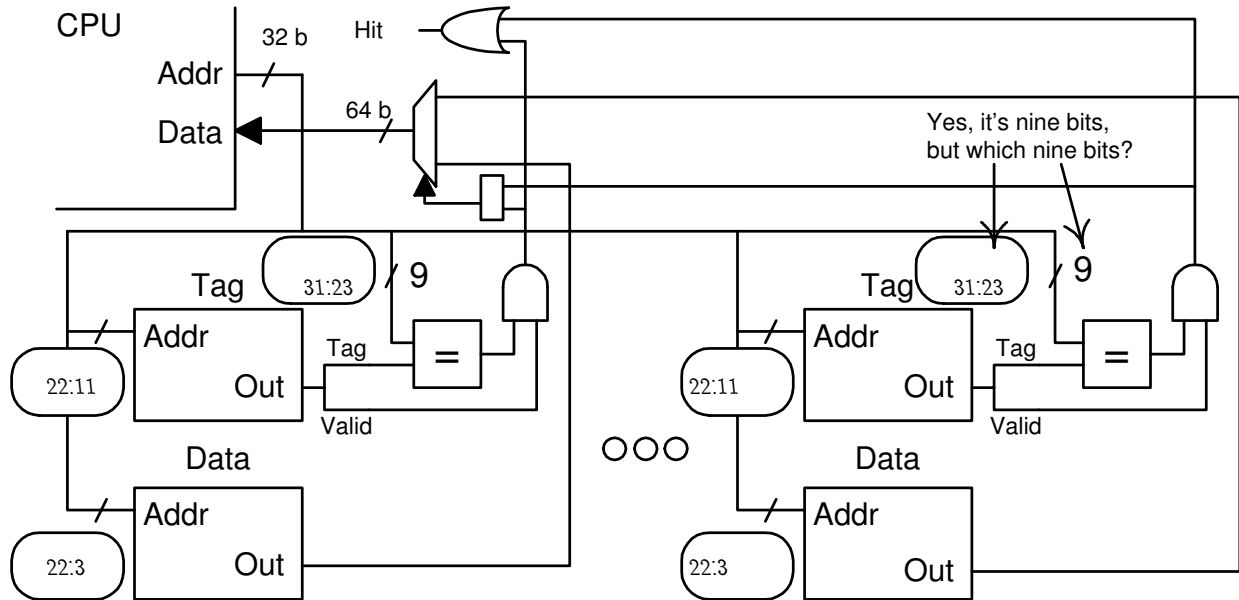 CPU
32 b
Hit
Addr
64 b
Data
Yes, it's nine bits,
but which nine bits?
Tag
31:23
9
Tag
31:23
9
Addr
Tag
=
Out
Valid
22:11
Addr
Tag
=
Out
Valid
22:11
Data
Data
Addr
Out
22:3
Addr
Out
22:3